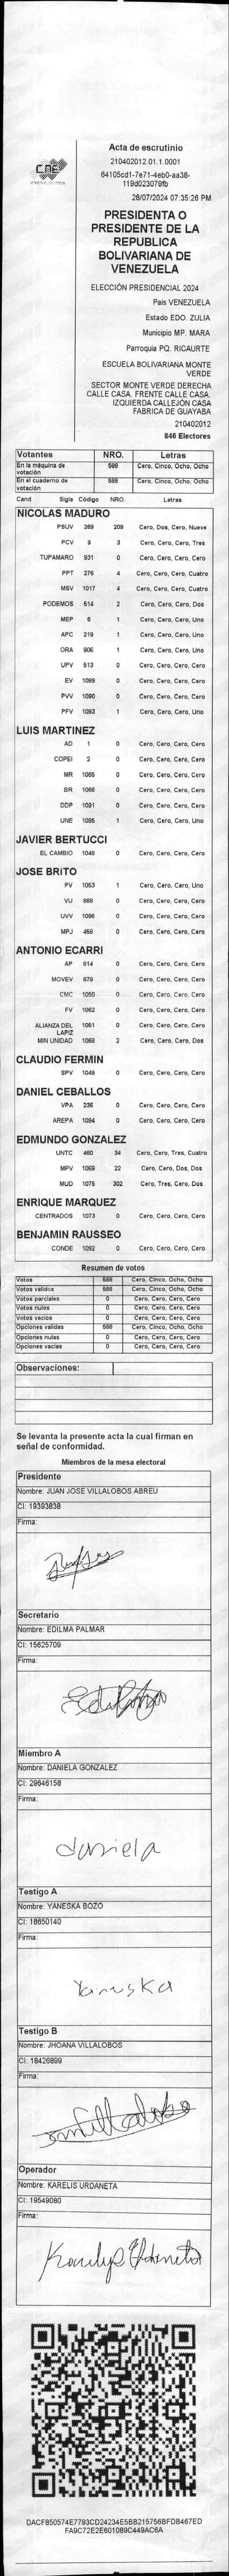 CNE
Acta de escrutinio
210402012.01.1.0001
64105cd1-7e71-4eb0-aa38-
119d023079fb
28/07/2024 07:35:26 PM
PRESIDENTA O
PRESIDENTE DE LA
REPUBLICA
BOLIVARIANA DE
VENEZUELA
ELECCIÓN PRESIDENCIAL 2024
País VENEZUELA
Estado EDO. ZULIA
Municipio MP. MARA
Parroquia PQ. RICAURTE
ESCUELA BOLIVARIANA MONTE
VERDE
SECTOR MONTE VERDE DERECHA
CALLE CASA. FRENTE CALLE CASA.
IZQUIERDA CALLEJÓN CASA
FABRICA DE GUAYABA
210402012
846 Electores
Votantes NRO. Letras
En la máquina de votación 588 Cero, Cinco, Ocho, Ocho
En el cuaderno de votación 588 Cero, Cinco, Ocho, Ocho
Cand. Sigla Código NRO. Letras
NICOLAS MADURO
PSUV 269 209 Cero, Dos, Cero, Nueve
PCV 9 3 Cero, Cero, Cero, Tres
TUPAMARO 931 0 Cero, Cero, Cero, Cero
PPT 276 4 Cero, Cero, Cero, Cuatro
MSV 1017 4 Cero, Cero, Cero, Cuatro
PODEMOS 514 2 Cero, Cero, Cero, Dos
MEP 6 1 Cero, Cero, Cero, Uno
APC 219 1 Cero, Cero, Cero, Uno
ORA 906 1 Cero, Cero, Cero, Uno
UPV 513 0 Cero, Cero, Cero, Cero
EV 1089 0 Cero, Cero, Cero, Cero
PVV 1090 0 Cero, Cero, Cero, Cero
PFV 1093 1 Cero, Cero, Cero, Uno
LUIS MARTINEZ
AD 1 0 Cero, Cero, Cero, Cero
COPEI 2 0 Cero, Cero, Cero, Cero
MR 1065 0 Cero, Cero, Cero, Cero
BR 1066 0 Cero, Cero, Cero, Cero
DDP 1091 0 Cero, Cero, Cero, Cero
UNE 1095 1 Cero, Cero, Cero, Uno
JAVIER BERTUCCI
EL CAMBIO 1048 0 Cero, Cero, Cero, Cero
JOSE BRITO
PV 1053 1 Cero, Cero, Cero, Uno
VU 868 0 Cero, Cero, Cero, Cero
UVV 1096 0 Cero, Cero, Cero, Cero
MPJ 458 0 Cero, Cero, Cero, Cero
ANTONIO ECARRI
AP 614 0 Cero, Cero, Cero, Cero
MOVEV 978 0 Cero, Cero, Cero, Cero
CMC 1050 0 Cero, Cero, Cero, Cero
FV 1062 0 Cero, Cero, Cero, Cero
ALIANZA DEL LAPIZ 1061 0 Cero, Cero, Cero, Cero
MIN UNIDAD 1068 2 Cero, Cero, Cero, Dos
CLAUDIO FERMIN
SPV 1049 0 Cero, Cero, Cero, Cero
DANIEL CEBALLOS
VPA 236 0 Cero, Cero, Cero, Cero
AREPA 1094 0 Cero, Cero, Cero, Cero
EDMUNDO GONZALEZ
UNTC 460 34 Cero, Cero, Tres, Cuatro
MPV 1069 22 Cero, Cero, Dos, Dos
MUD 1075 302 Cero, Tres, Cero, Dos
ENRIQUE MARQUEZ
CENTRADOS 1073 0 Cero, Cero, Cero, Cero
BENJAMIN RAUSSEO
CONDE 1092 0 Cero, Cero, Cero, Cero
Resumen de votos
Votos 588 Cero, Cinco, Ocho, Ocho
Votos validos 588 Cero, Cinco, Ocho, Ocho
Votos parciales 0 Cero, Cero, Cero, Cero
Votos nulos 0 Cero, Cero, Cero, Cero
Votos vacios 0 Cero, Cero, Cero, Cero
Opciones validas 588 Cero, Cinco, Ocho, Ocho
Opciones nulas 0 Cero, Cero, Cero, Cero
Opciones vacias 0 Cero, Cero, Cero, Cero
Observaciones:
Se levanta la presente acta la cual firman en
señal de conformidad.
Miembros de la mesa electoral
Presidente
Nombre: JUAN JOSE VILLALOBOS ABREU
CI: 19393838
Firma:
Secretario
Nombre: EDILMA PALMAR
CI: 15625709
Firma:
Miembro A
Nombre: DANIELA GONZALEZ
CI: 29646158
Firma:
daniela
Testigo A
Nombre: YANESKA BOZO
CI: 18650140
Firma:
Yaneska
Testigo B
Nombre: JHOANA VILLALOBOS
CI: 18426899
Firma:
Operador
Nombre: KARELIS URDANETA
CI: 19549080
Firma:
Karelys Urdaneta
DACF850574E7793CD24234E5BB215756BFDB467ED
FA9C72E2E601089C449AC6A